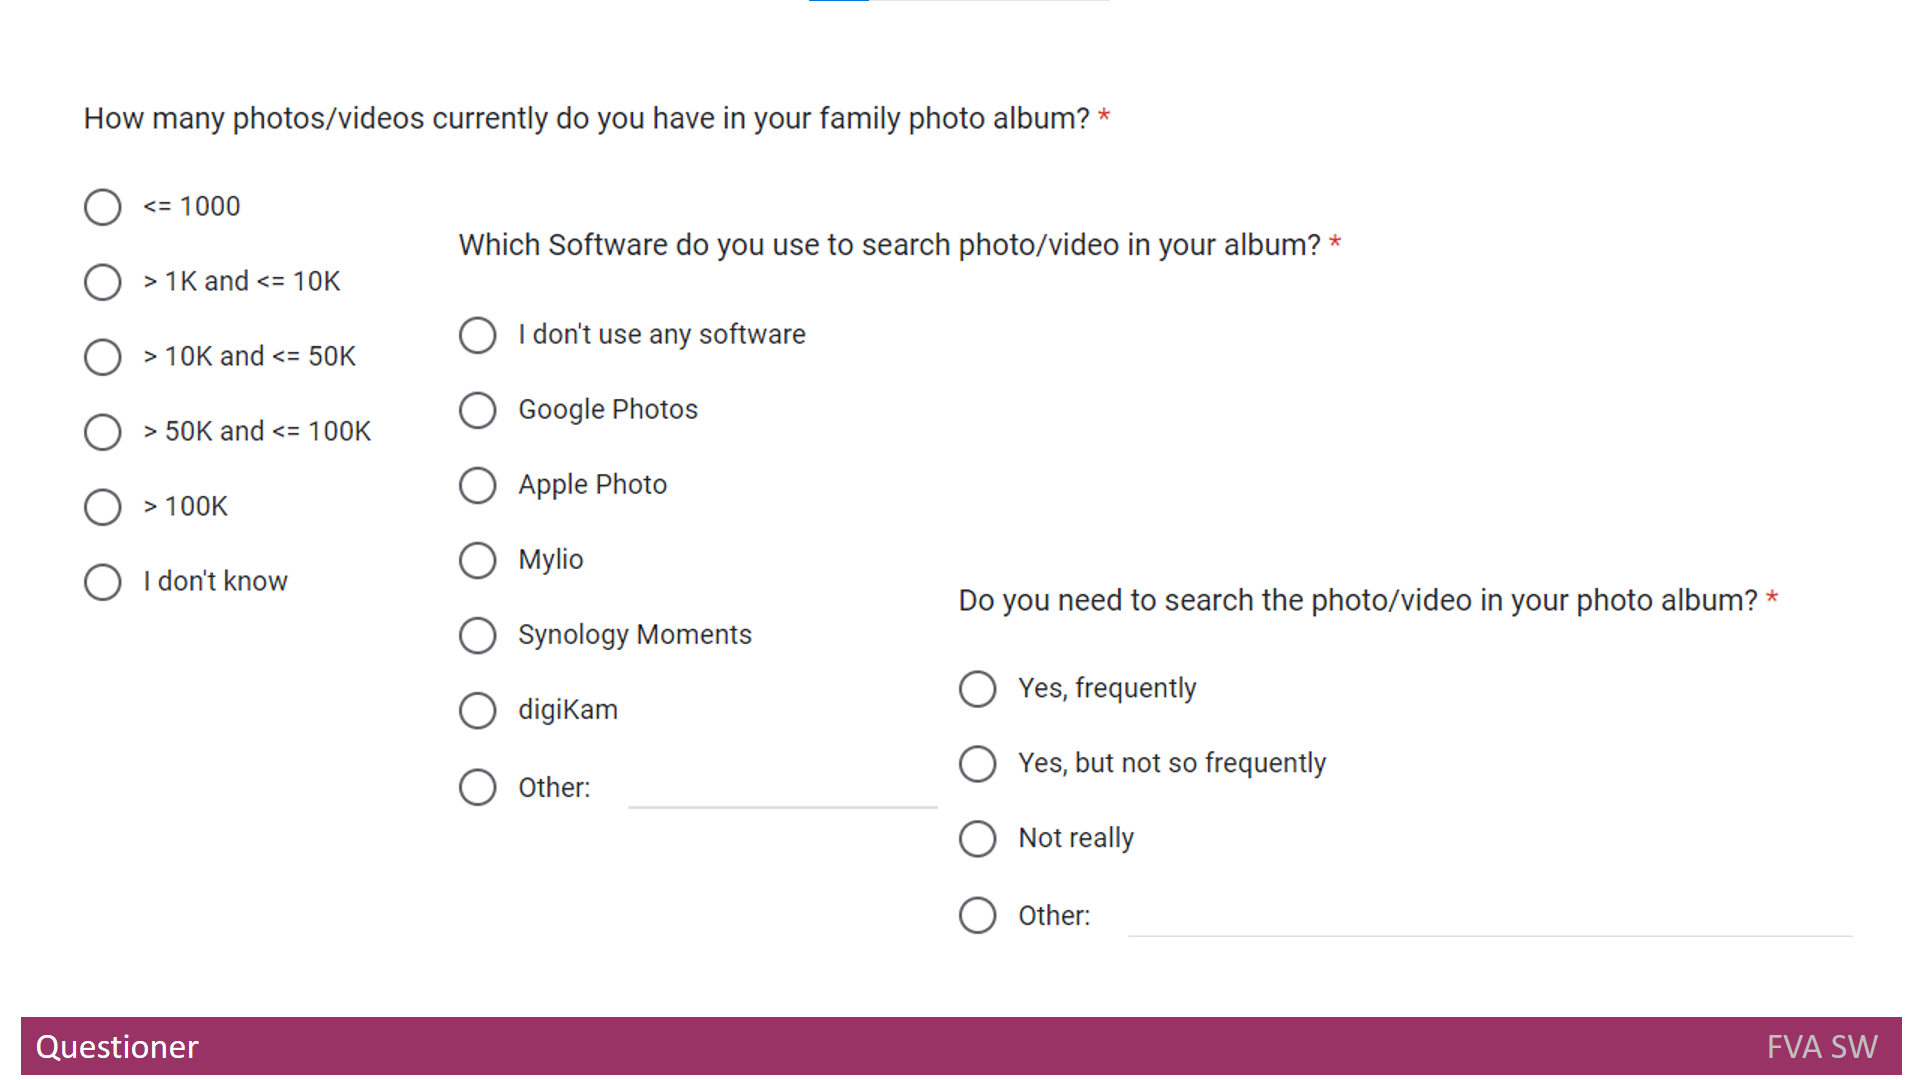 How many photos/videos currently do you have in your family photo album? *
<= 1000
> 1K and <= 10K
> 10K and <= 50K
> 50K and <= 100K
> 100K
I don't know
Which Software do you use to search photo/video in your album? *
I don't use any software
Google Photos
Apple Photo
Mylio
Synology Moments
digiKam
Other:
Do you need to search the photo/video in your photo album? *
Yes, frequently
Yes, but not so frequently
Not really
Other:
Questioner
FVA SW